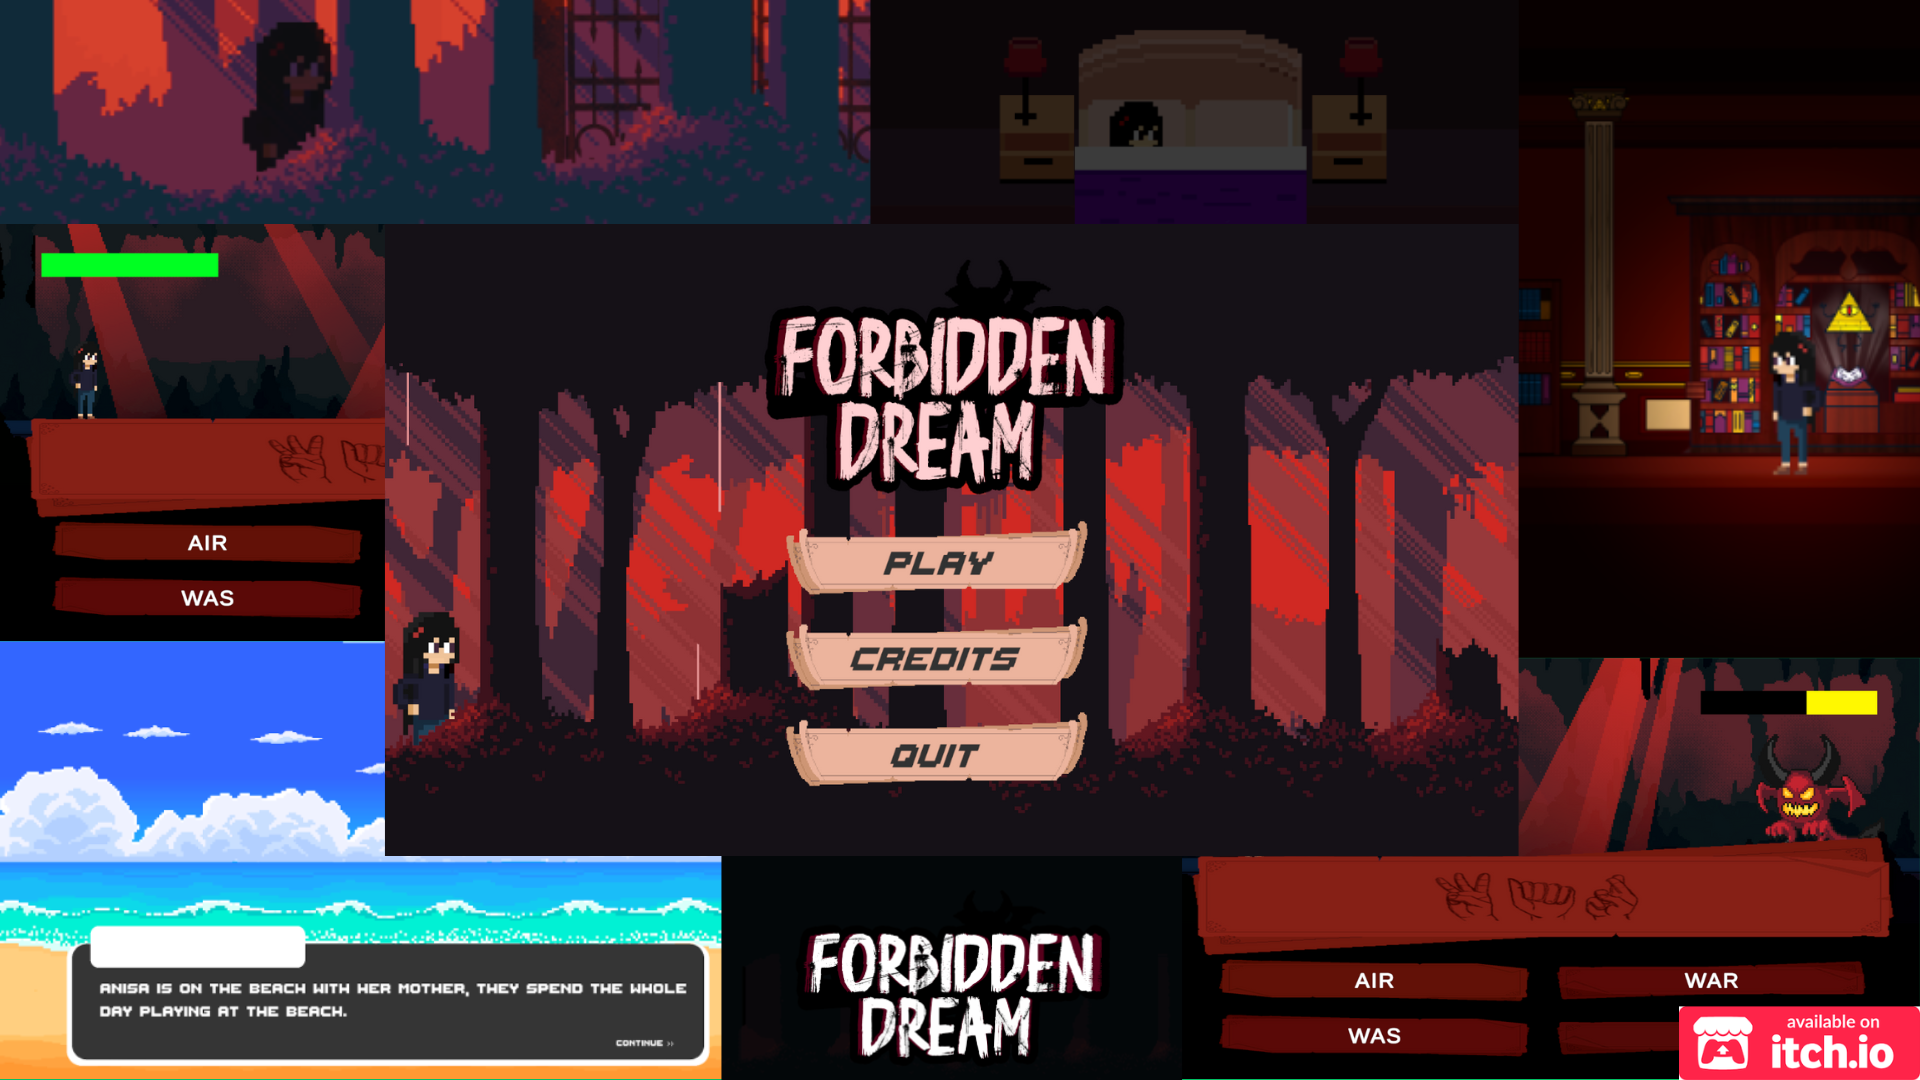 FORBIDDEN
DREAM
PLAY
CREDITS
QUIT
AIR
WAS
ANISA IS ON THE BEACH WITH HER MOTHER, THEY SPEND THE WHOLE
DAY PLAYING AT THE BEACH.
CONTINUE »
FORBIDDEN
DREAM
AIR
WAR
WAS
available on
itch.io